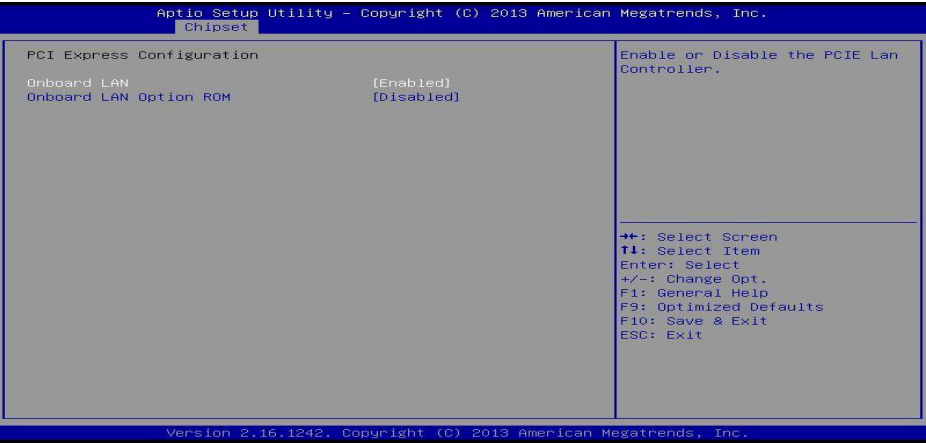 Aptio Setup Utility – Copyright (C) 2013 American Megatrends, Inc.
Chipset
PCI Express Configuration
Onboard LAN [Enabled]
Onboard LAN Option ROM [Disabled]
Enable or Disable the PCIE Lan
Controller.
→←: Select Screen
↑↓: Select Item
Enter: Select
+/-: Change Opt.
F1: General Help
F9: Optimized Defaults
F10: Save & Exit
ESC: Exit
Version 2.16.1242. Copyright (C) 2013 American Megatrends, Inc.